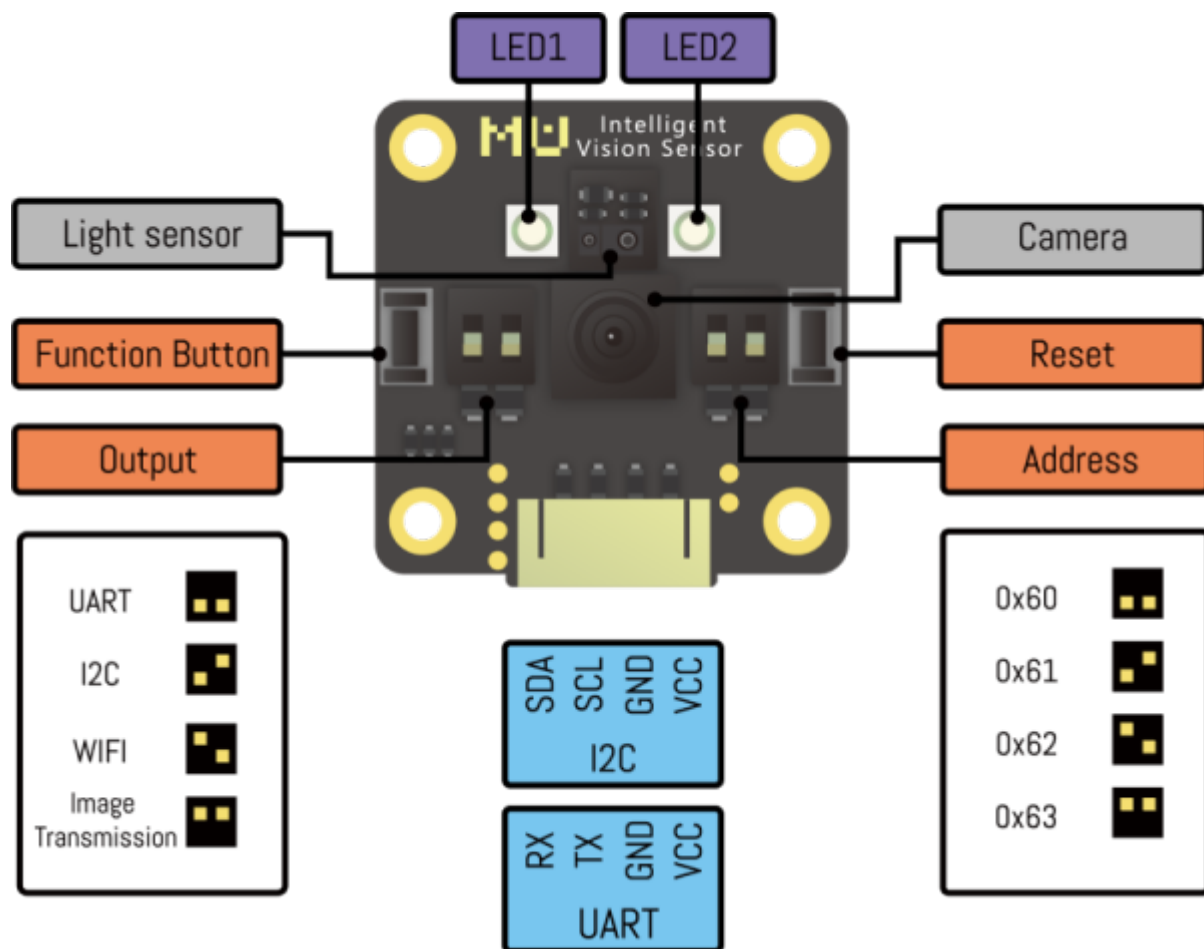 LED1
LED2
MU
Intelligent
Vision Sensor
Light sensor
Camera
Function Button
Reset
Output
Address
UART
I2C
WIFI
Image
Transmission
SDA
SCL
GND
VCC
I2C
RX
TX
GND
VCC
UART
0x60
0x61
0x62
0x63